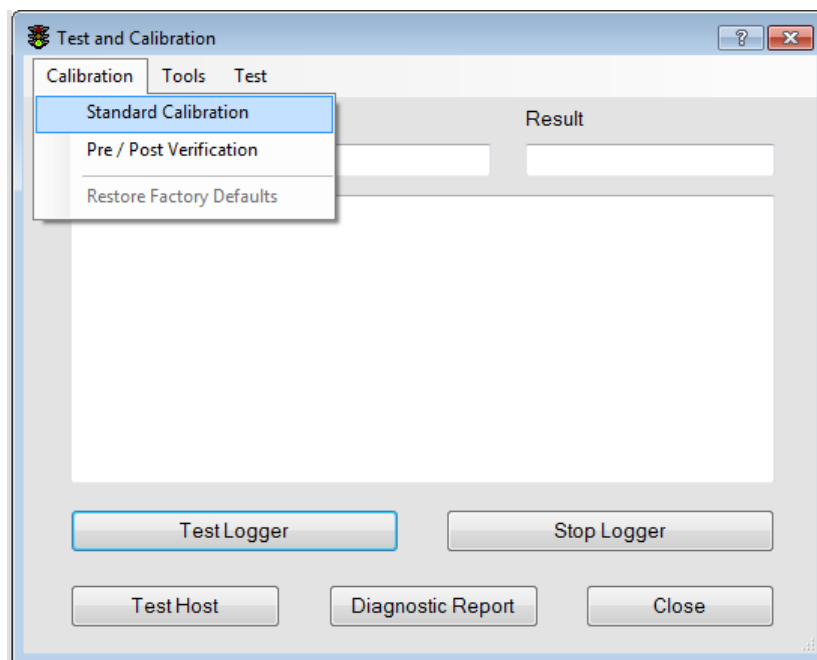 Test and Calibration
Calibration Tools Test
Standard Calibration
Result
Pre / Post Verification
Restore Factory Defaults
Test Logger Stop Logger
Test Host Diagnostic Report Close